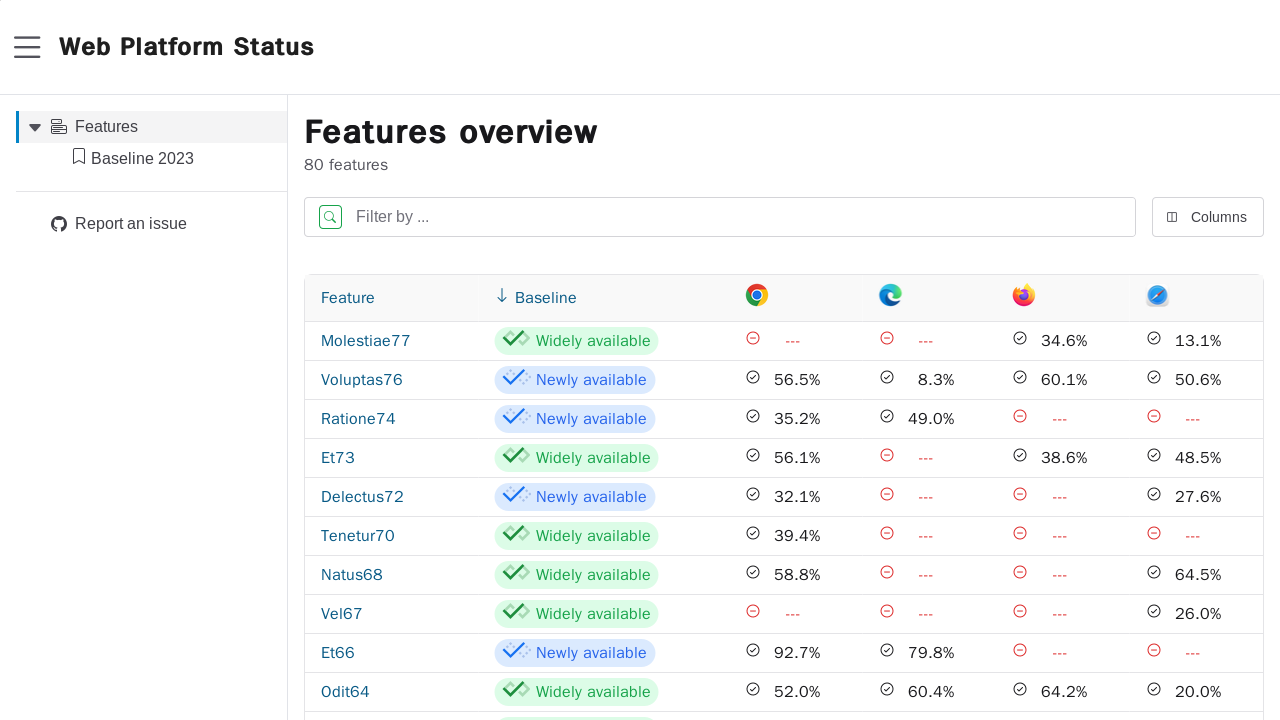 Web Platform Status
Features
Baseline 2023
Report an issue
Features overview
80 features
Filter by ...
Columns
Feature Baseline
Molestiae77 Widely available --- --- 34.6% 13.1%
Voluptas76 Newly available 56.5% 8.3% 60.1% 50.6%
Ratione74 Newly available 35.2% 49.0% --- ---
Et73 Widely available 56.1% --- 38.6% 48.5%
Delectus72 Newly available 32.1% --- --- 27.6%
Tenetur70 Widely available 39.4% --- --- ---
Natus68 Widely available 58.8% --- --- 64.5%
Vel67 Widely available --- --- --- 26.0%
Et66 Newly available 92.7% 79.8% --- ---
Odit64 Widely available 52.0% 60.4% 64.2% 20.0%